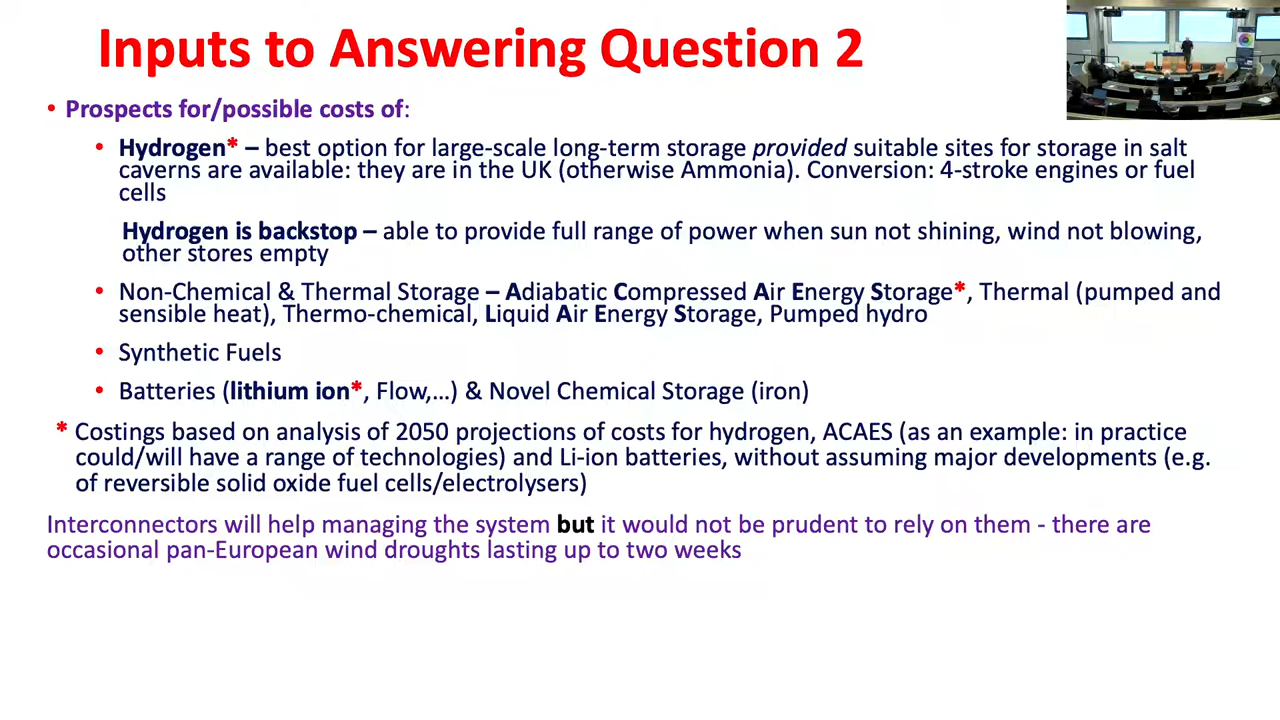 Inputs to Answering Question 2
• Prospects for/possible costs of:
• Hydrogen* – best option for large-scale long-term storage provided suitable sites for storage in salt
caverns are available: they are in the UK (otherwise Ammonia). Conversion: 4-stroke engines or fuel
cells
Hydrogen is backstop – able to provide full range of power when sun not shining, wind not blowing,
other stores empty
• Non-Chemical & Thermal Storage – Adiabatic Compressed Air Energy Storage*, Thermal (pumped and
sensible heat), Thermo-chemical, Liquid Air Energy Storage, Pumped hydro
• Synthetic Fuels
• Batteries (lithium ion*, Flow,...) & Novel Chemical Storage (iron)
* Costings based on analysis of 2050 projections of costs for hydrogen, ACAES (as an example: in practice
could/will have a range of technologies) and Li-ion batteries, without assuming major developments (e.g.
of reversible solid oxide fuel cells/electrolysers)
Interconnectors will help managing the system but it would not be prudent to rely on them - there are
occasional pan-European wind droughts lasting up to two weeks